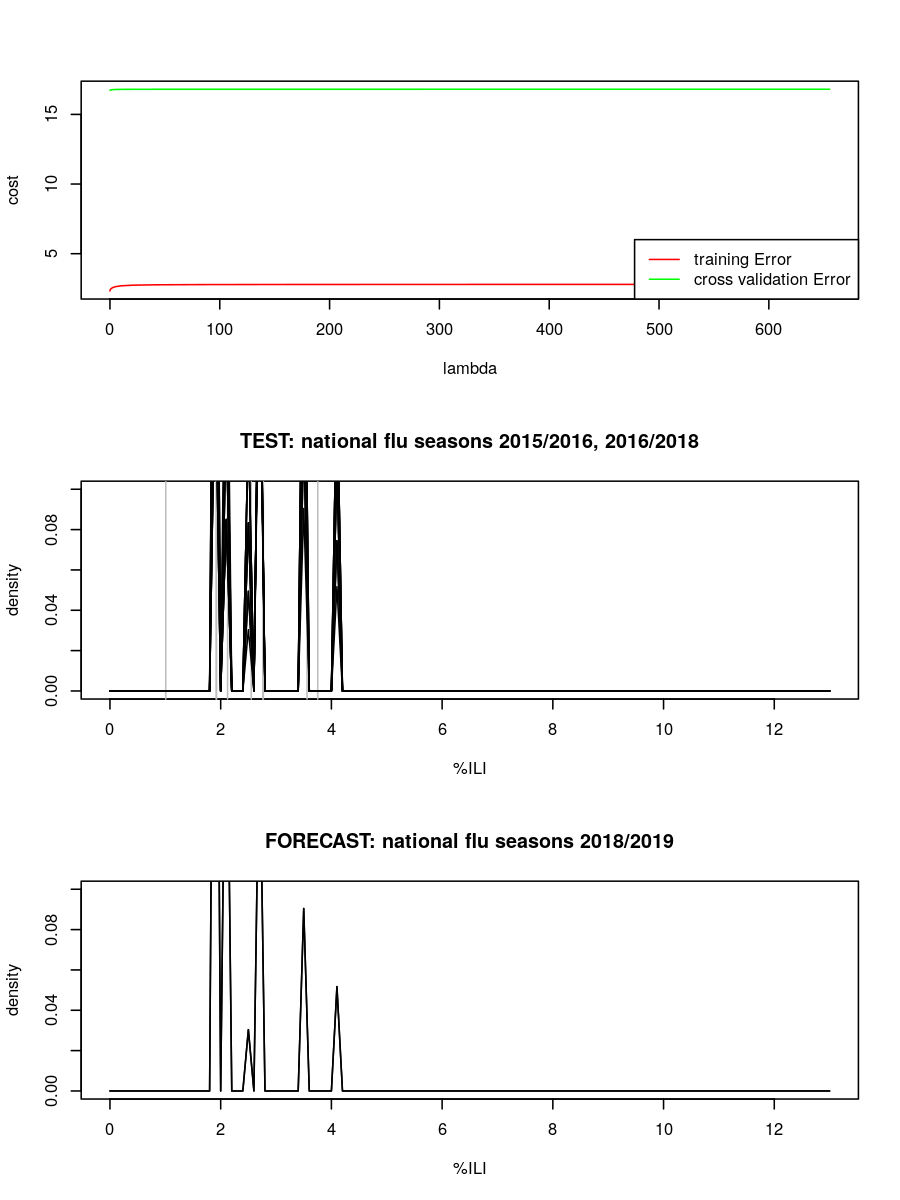 15
10
5
cost
training Error
cross validation Error
0 100 200 300 400 500 600
lambda
TEST: national flu seasons 2015/2016, 2016/2018
0.08
0.04
0.00
density
0 2 4 6 8 10 12
%ILI
FORECAST: national flu seasons 2018/2019
0.08
0.04
0.00
density
0 2 4 6 8 10 12
%ILI